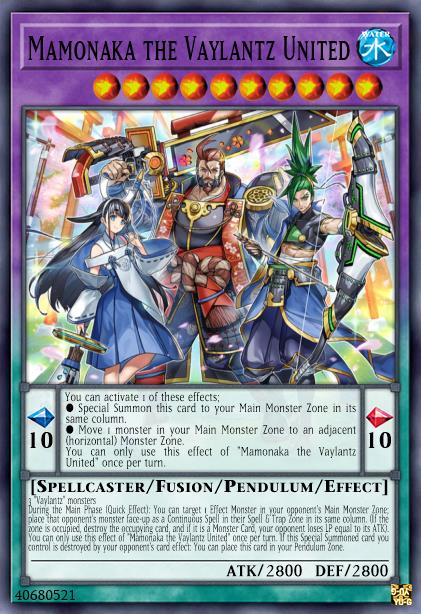 MAMONAKA THE VAYLANTZ UNITED
WATER
水
You can activate 1 of these effects;
● Special Summon this card to your Main Monster Zone in its
same column.
● Move 1 monster in your Main Monster Zone to an adjacent
(horizontal) Monster Zone.
You can only use this effect of "Mamonaka the Vaylantz
United" once per turn.
10
10
[SPELLCASTER/FUSION/PENDULUM/EFFECT]
3 "Vaylantz" monsters
During the Main Phase (Quick Effect): You can target 1 Effect Monster in your opponent's Main Monster Zone;
place that opponent's monster face-up as a Continuous Spell in their Spell & Trap Zone in its same column. (If the
zone is occupied, destroy the occupying card, and if it is a Monster Card, your opponent loses LP equal to its ATK).
You can only use this effect of "Mamonaka the Vaylantz United" once per turn. If this Special Summoned card you
control is destroyed by your opponent's card effect: You can place this card in your Pendulum Zone.
ATK/2800 DEF/2800
40680521